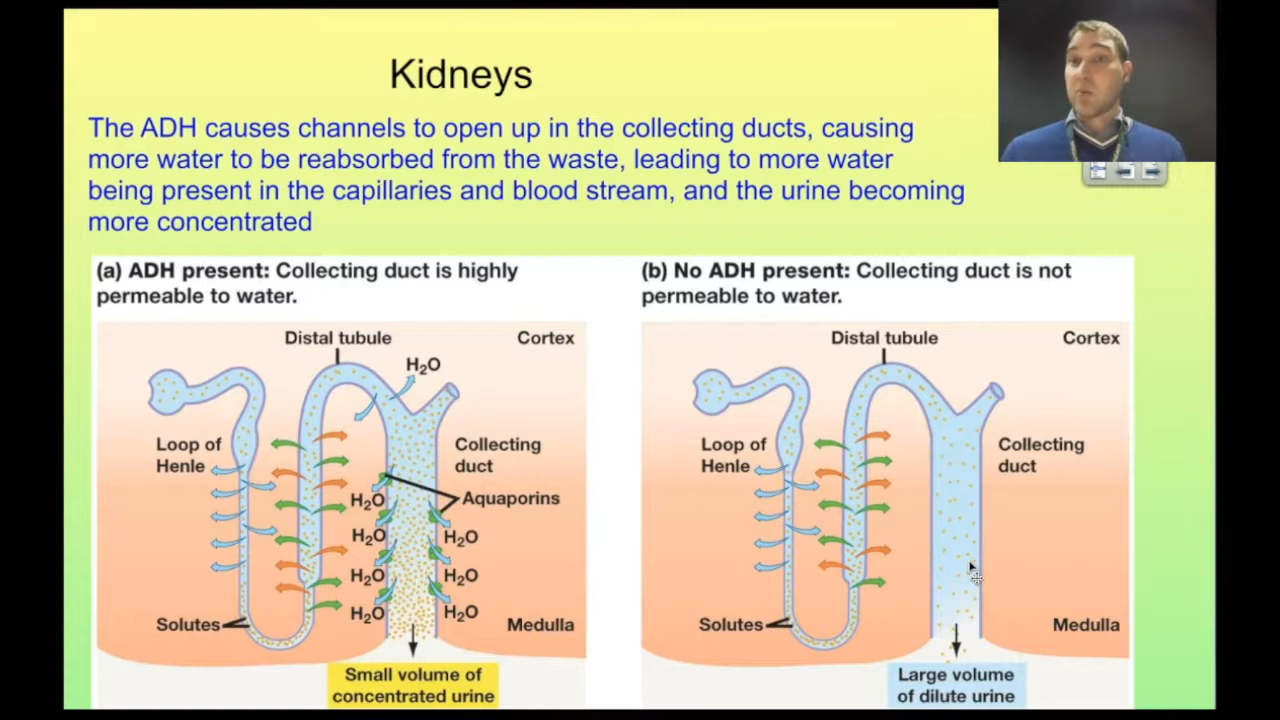 Kidneys
The ADH causes channels to open up in the collecting ducts, causing
more water to be reabsorbed from the waste, leading to more water
being present in the capillaries and blood stream, and the urine becoming
more concentrated
(a) ADH present: Collecting duct is highly
permeable to water.
Distal tubule
Cortex
H₂O
Loop of
Henle
Collecting
duct
Aquaporins
H₂O
H₂O
H₂O
H₂O
H₂O
H₂O
H₂O
Solutes
Medulla
Small volume of
concentrated urine
(b) No ADH present: Collecting duct is not
permeable to water.
Distal tubule
Cortex
Loop of
Henle
Collecting
duct
Solutes
Medulla
Large volume
of dilute urine